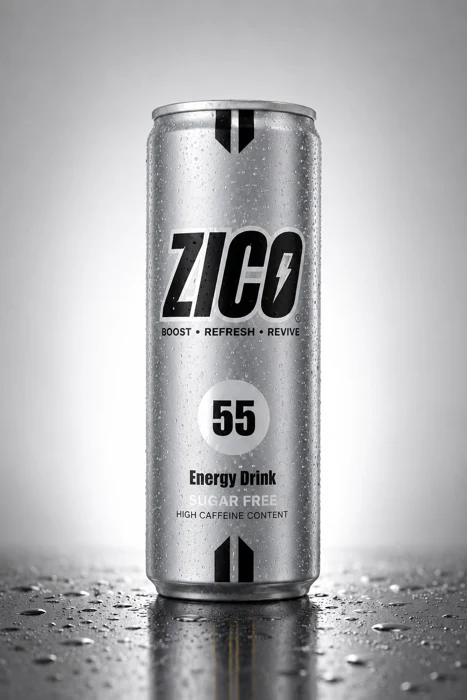 ZICO
®
BOOST • REFRESH • REVIVE
55
Energy Drink
SUGAR FREE
HIGH CAFFEINE CONTENT